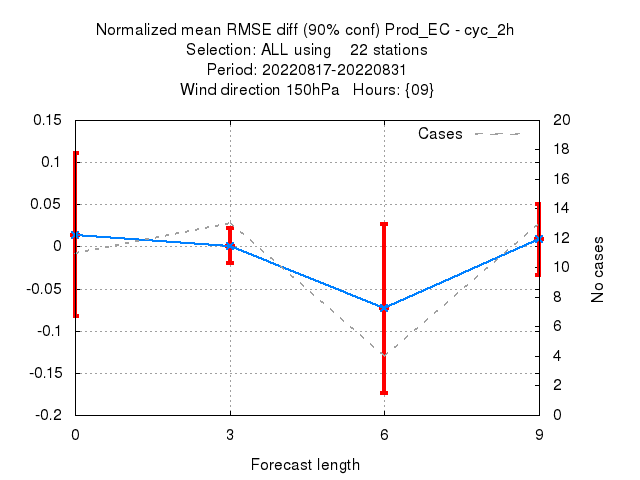 Normalized mean RMSE diff (90% conf) Prod_EC - cyc_2h
Selection: ALL using    22 stations
Period: 20220817-20220831
Wind direction 150hPa   Hours: {09}
0.15
0.1
0.05
0
-0.05
-0.1
-0.15
-0.2
Cases
20
18
16
14
12
10
8
6
4
2
0
No cases
0 3 6 9
Forecast length